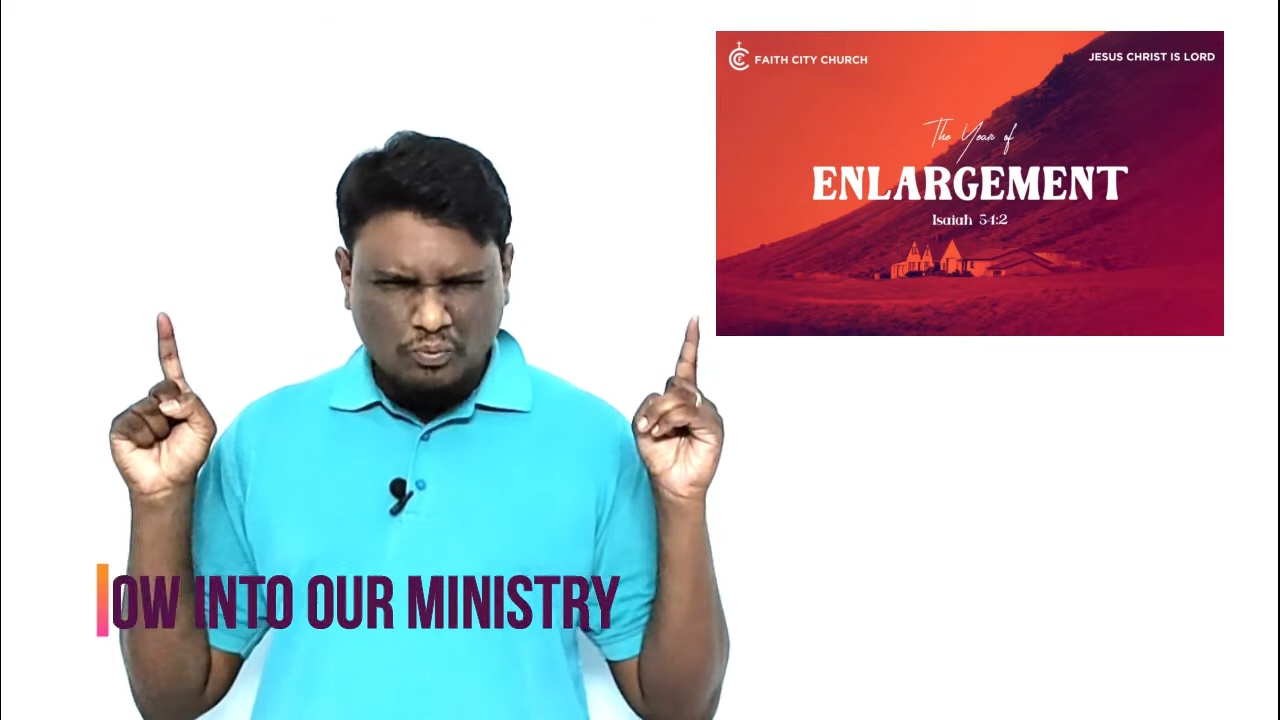 FAITH CITY CHURCH
JESUS CHRIST IS LORD
The Year of
ENLARGEMENT
Isaiah 54:2
OW INTO OUR MINISTRY